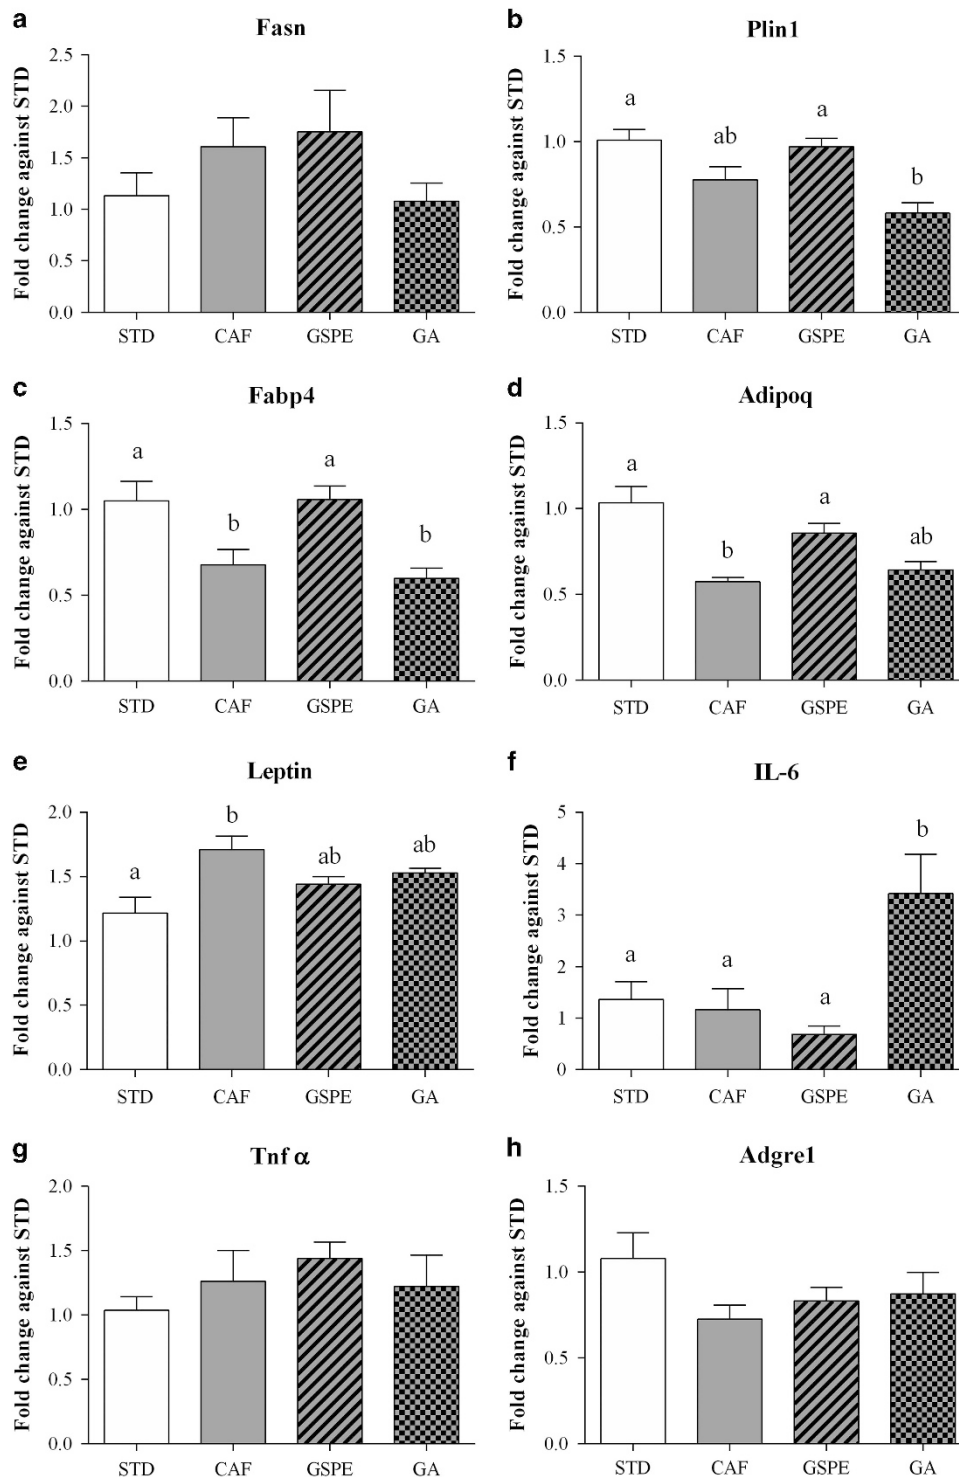 a
Fasn
Fold change against STD
2.5
2.0
1.5
1.0
0.5
0.0
STD CAF GSPE GA
b
Plin1
Fold change against STD
1.5
1.0
0.5
0.0
a
ab
a
b
STD CAF GSPE GA
c
Fabp4
Fold change against STD
1.5
1.0
0.5
0.0
a
b
a
b
STD CAF GSPE GA
d
Adipoq
Fold change against STD
1.5
1.0
0.5
0.0
a
b
a
ab
STD CAF GSPE GA
e
Leptin
Fold change against STD
2.0
1.5
1.0
0.5
0.0
a
b
ab
ab
STD CAF GSPE GA
f
IL-6
Fold change against STD
5
4
3
2
1
0
a
a
a
b
STD CAF GSPE GA
g
Tnf α
Fold change against STD
2.0
1.5
1.0
0.5
0.0
STD CAF GSPE GA
h
Adgre1
Fold change against STD
1.5
1.0
0.5
0.0
STD CAF GSPE GA